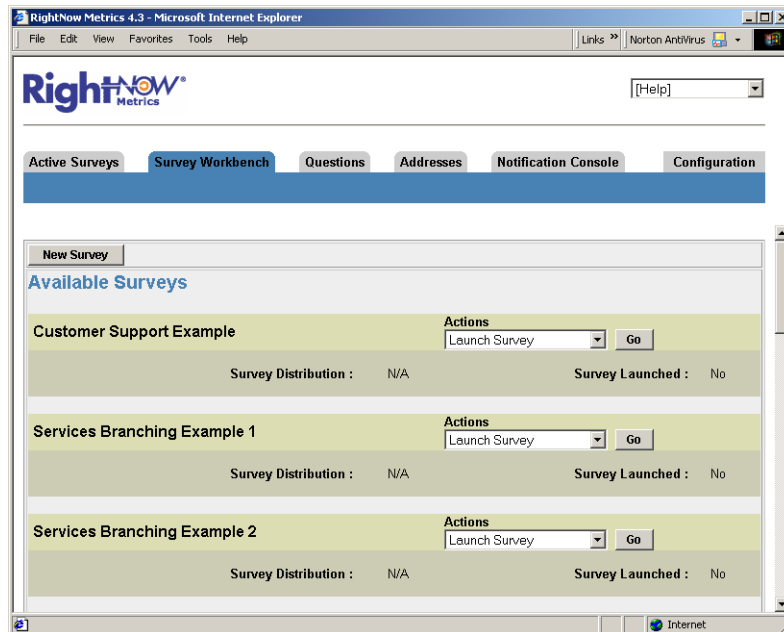 RightNow Metrics 4.3 - Microsoft Internet Explorer
File Edit View Favorites Tools Help Links » Norton AntiVirus
RightNOW®
Metrics
[Help]
Active Surveys Survey Workbench Questions Addresses Notification Console Configuration
New Survey
Available Surveys
Actions
Customer Support Example Launch Survey Go
Survey Distribution : N/A Survey Launched : No
Actions
Services Branching Example 1 Launch Survey Go
Survey Distribution : N/A Survey Launched : No
Actions
Services Branching Example 2 Launch Survey Go
Survey Distribution : N/A Survey Launched : No
Internet